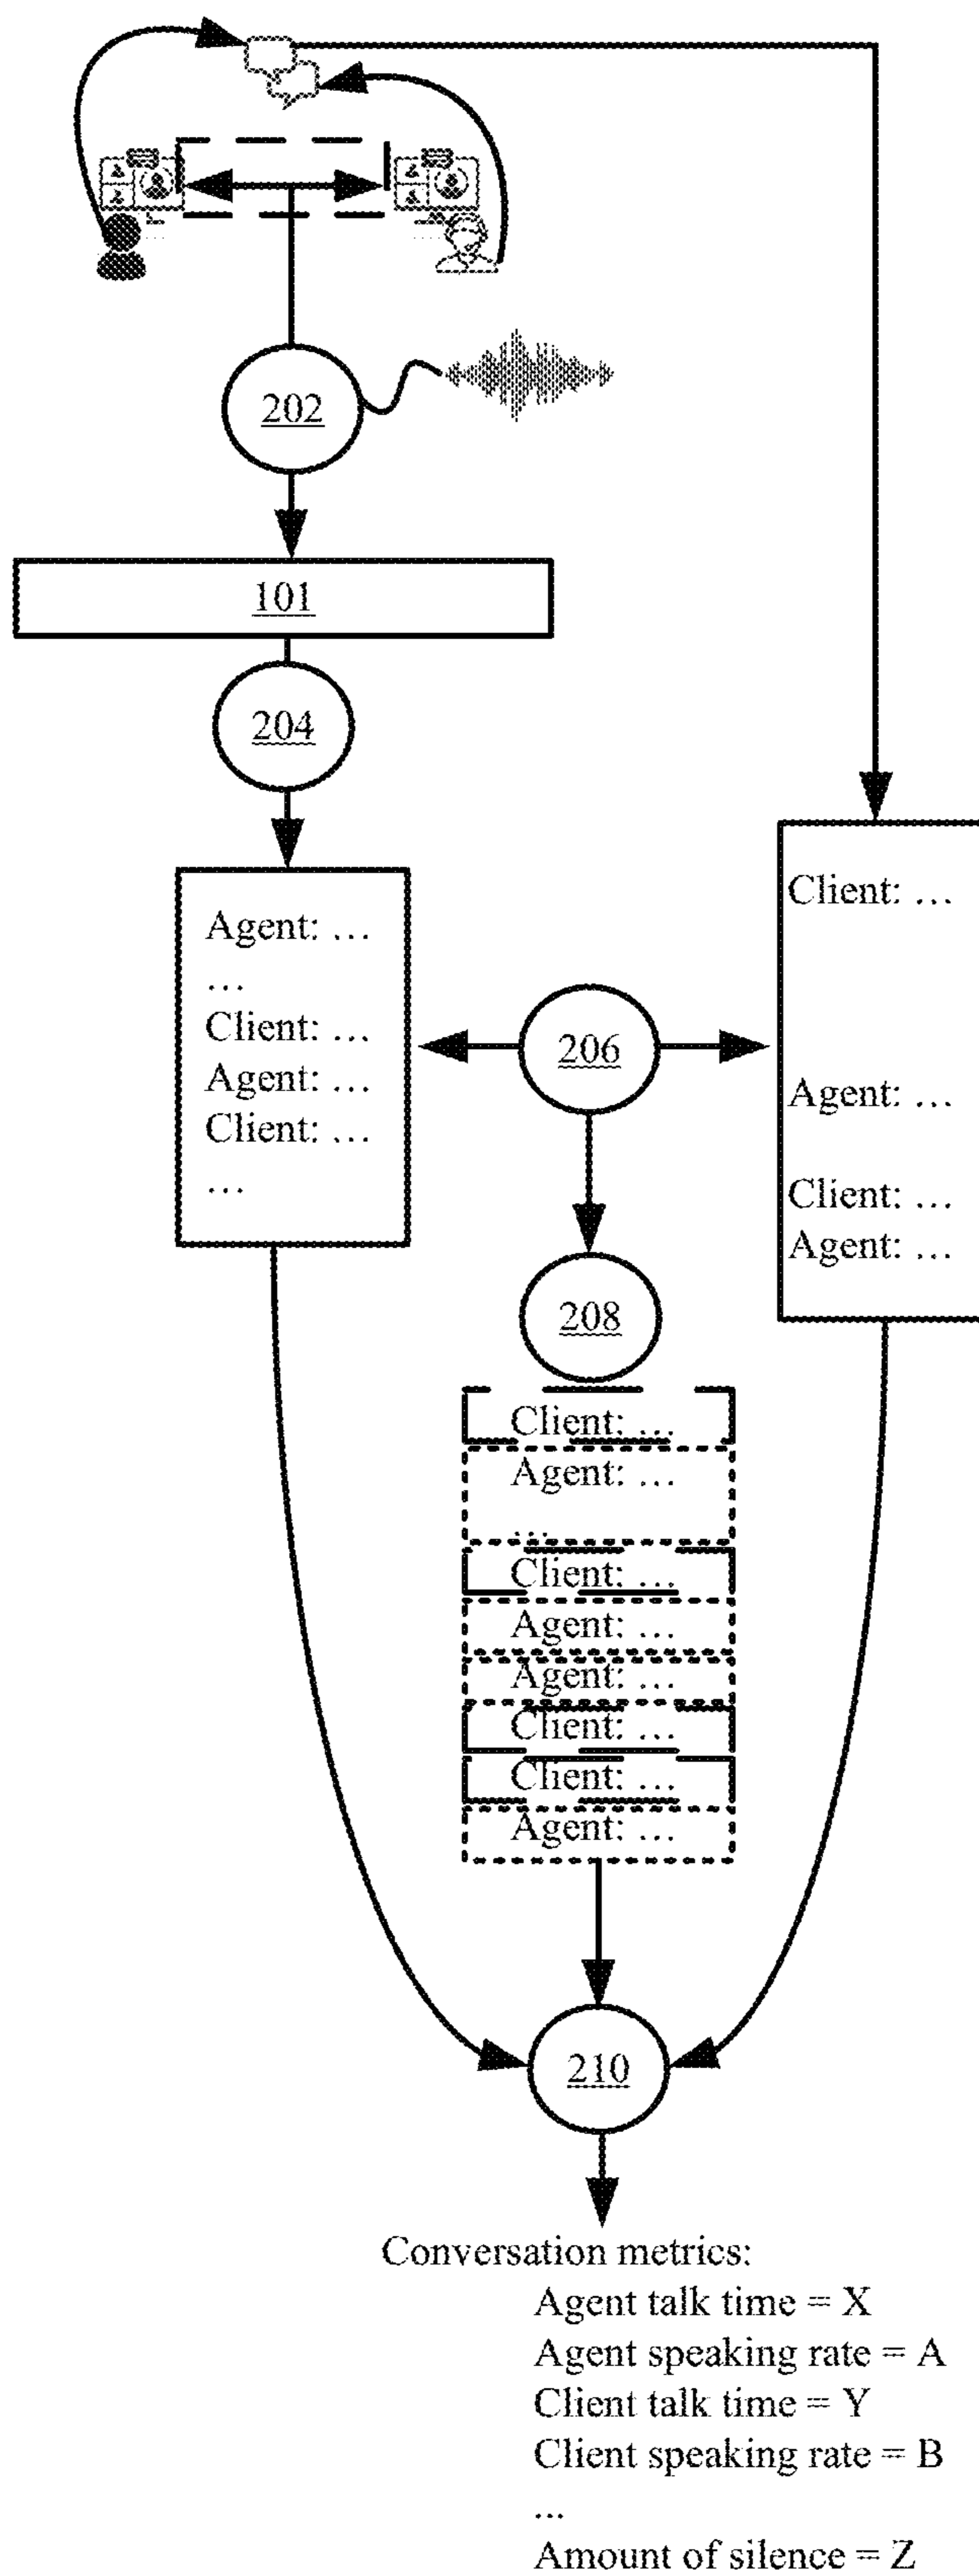 202
101
204
Agent: ...
...
Client: ...
Agent: ...
Client: ...
...
206
Client: ...
Agent: ...
Client: ...
Agent: ...
208
Client: ...
Agent: ...
...
Client: ...
Agent: ...
Agent: ...
Client: ...
Client: ...
Agent: ...
210
Conversation metrics:
Agent talk time = X
Agent speaking rate = A
Client talk time = Y
Client speaking rate = B
...
Amount of silence = Z